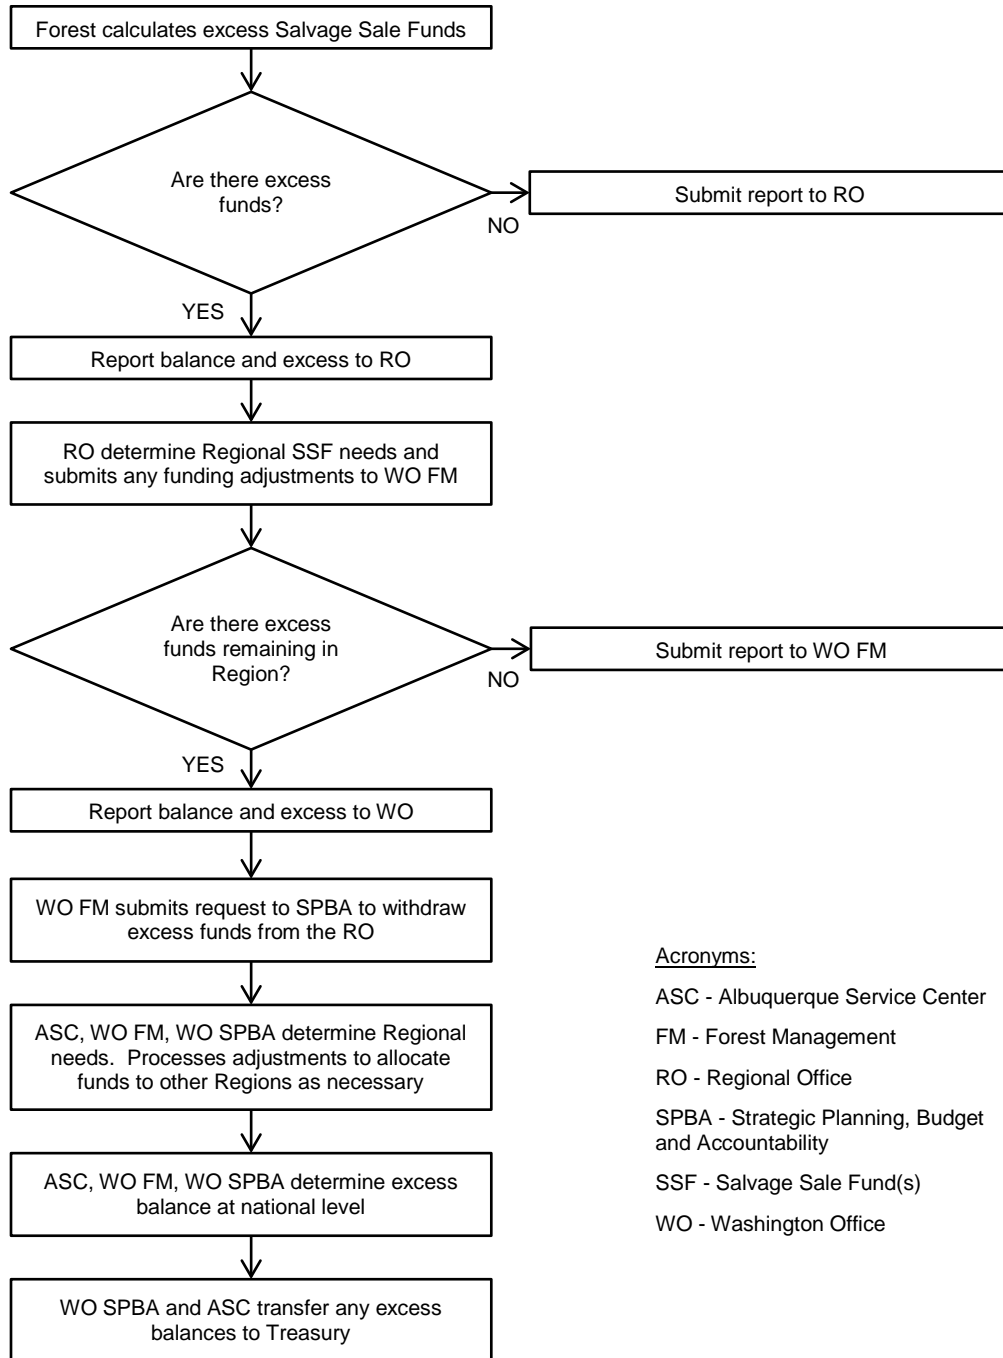 Forest calculates excess Salvage Sale Funds
Are there excess
funds?
NO
Submit report to RO
YES
Report balance and excess to RO
RO determine Regional SSF needs and
submits any funding adjustments to WO FM
Are there excess
funds remaining in
Region?
NO
Submit report to WO FM
YES
Report balance and excess to WO
WO FM submits request to SPBA to withdraw
excess funds from the RO
ASC, WO FM, WO SPBA determine Regional
needs.  Processes adjustments to allocate
funds to other Regions as necessary
ASC, WO FM, WO SPBA determine excess
balance at national level
WO SPBA and ASC transfer any excess
balances to Treasury
Acronyms:
ASC - Albuquerque Service Center
FM - Forest Management
RO - Regional Office
SPBA - Strategic Planning, Budget
and Accountability
SSF - Salvage Sale Fund(s)
WO - Washington Office